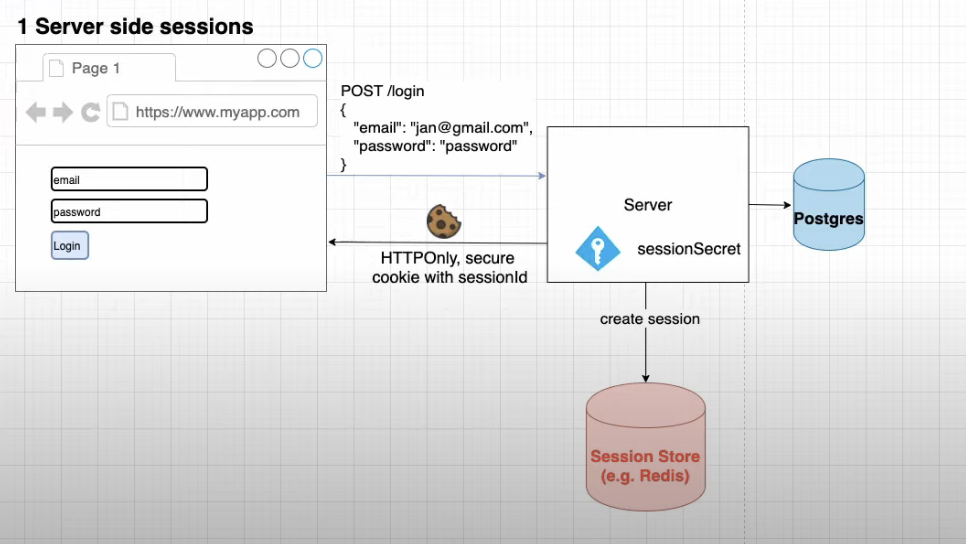 1 Server side sessions
Page 1
https://www.myapp.com
email
password
Login
POST /login
{
"email": "jan@gmail.com",
"password": "password"
}
HTTPOnly, secure
cookie with sessionId
Server
sessionSecret
Postgres
create session
Session Store
(e.g. Redis)